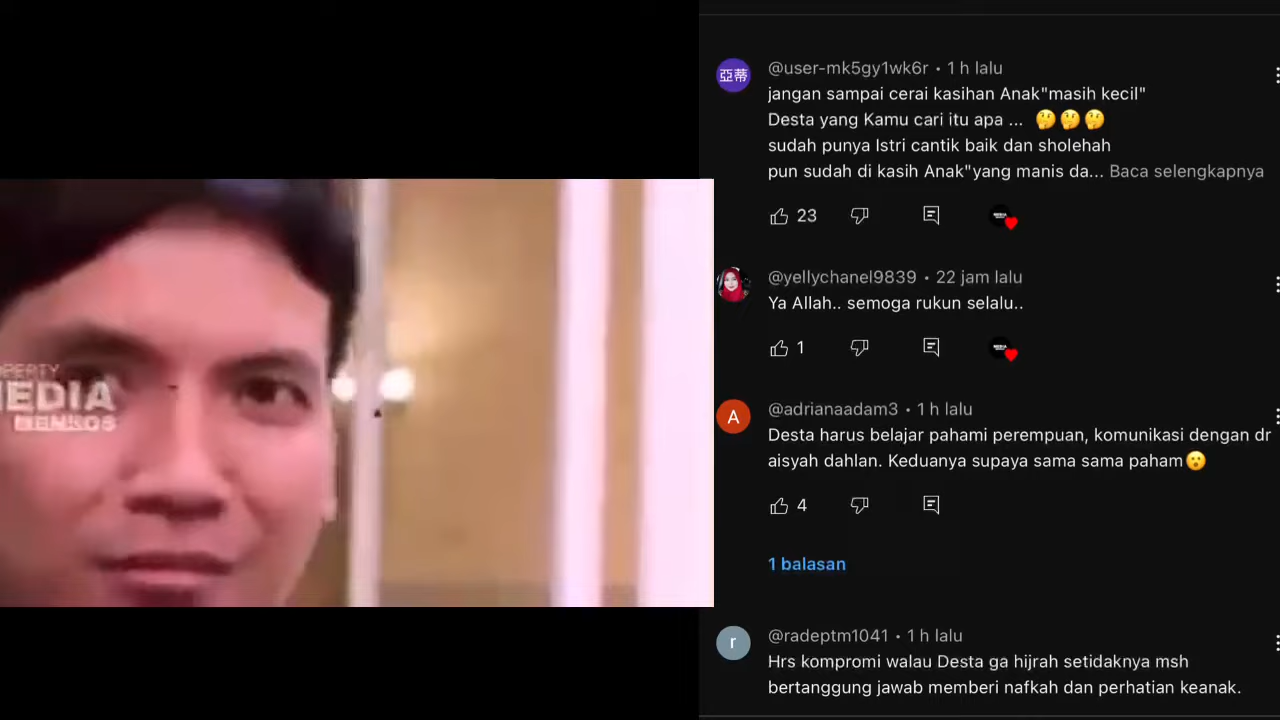 PERTY
MEDIA
@user-mk5gy1wk6r • 1 h lalu
jangan sampai cerai kasihan Anak"masih kecil"
Desta yang Kamu cari itu apa ... 🤔🤔🤔
sudah punya Istri cantik baik dan sholehah
pun sudah di kasih Anak"yang manis da... Baca selengkapnya
23
@yellychanel9839 • 22 jam lalu
Ya Allah.. semoga rukun selalu..
1
A
@adrianaadam3 • 1 h lalu
Desta harus belajar pahami perempuan, komunikasi dengan dr
aisyah dahlan. Keduanya supaya sama sama paham😮
4
1 balasan
r
@radeptm1041 • 1 h lalu
Hrs kompromi walau Desta ga hijrah setidaknya msh
bertanggung jawab memberi nafkah dan perhatian keanak.
亞蒂